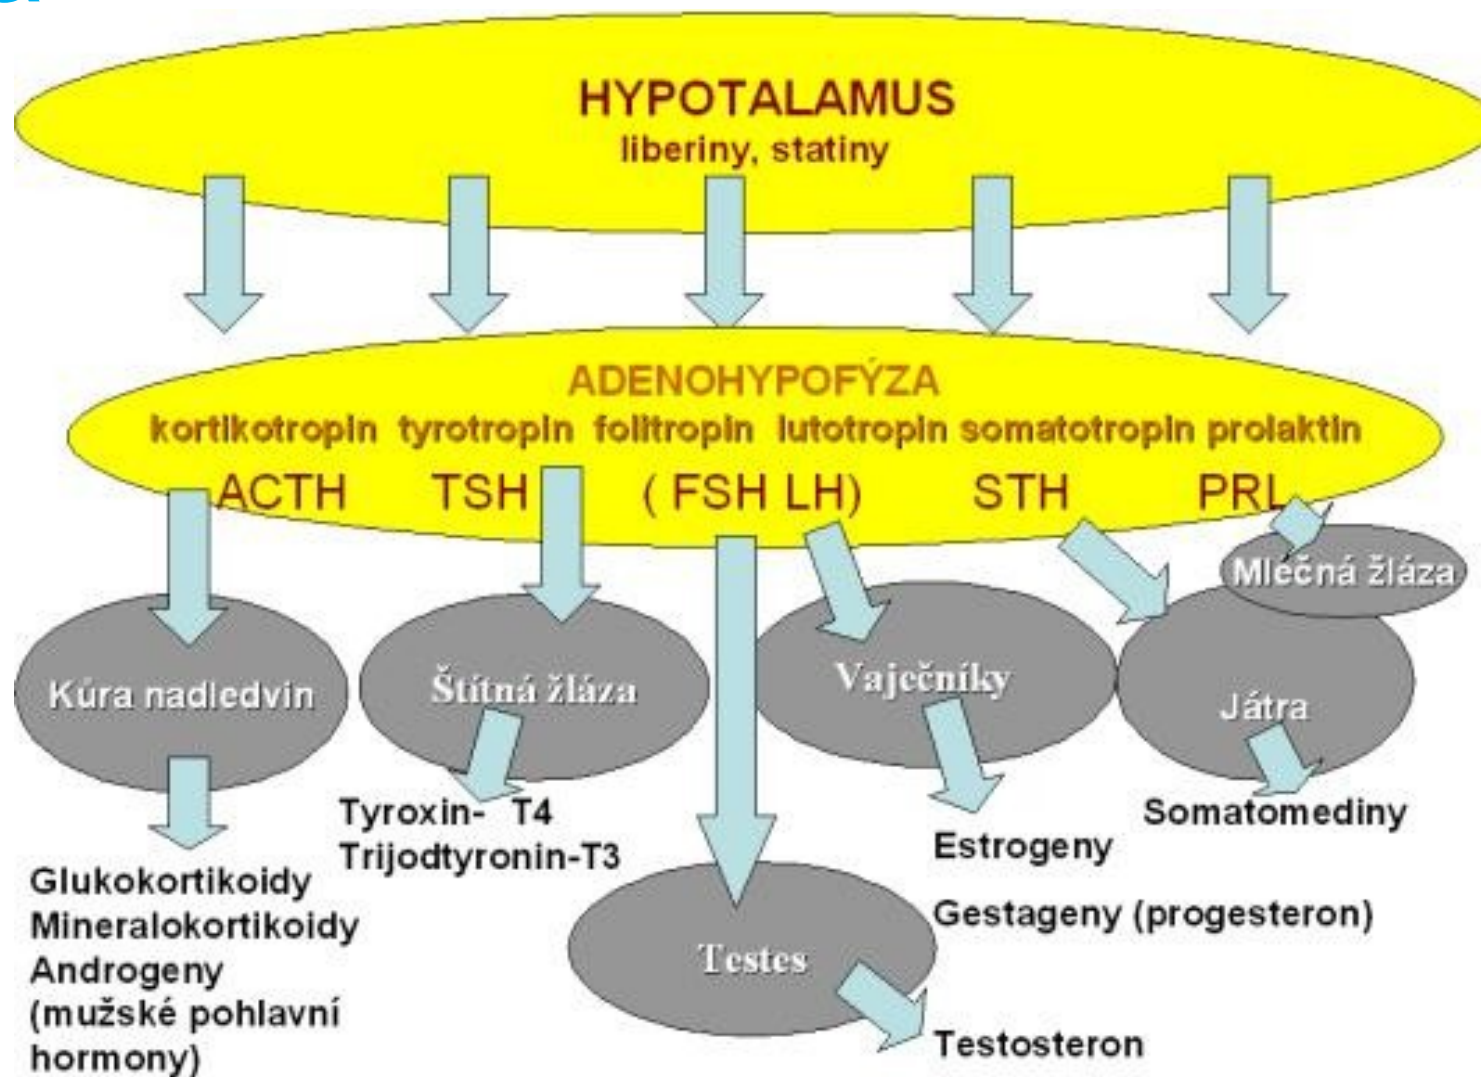 HYPOTALAMUS
liberiny, statiny
ADENOHYPOFÝZA
kortikotropin tyrotropin folitropin lutotropin somatotropin prolaktin
ACTH TSH ( FSH LH) STH PRL
Mlěčná žláza
Kůra nadledvin
Štítná žláza
Vaječníky
Játra
Tyroxin- T4
Trijodtyronin-T3
Somatomediny
Estrogeny
Gestageny (progesteron)
Glukokortikoidy
Mineralokortikoidy
Androgeny
(mužské pohlavní
hormony)
Testes
Testosteron